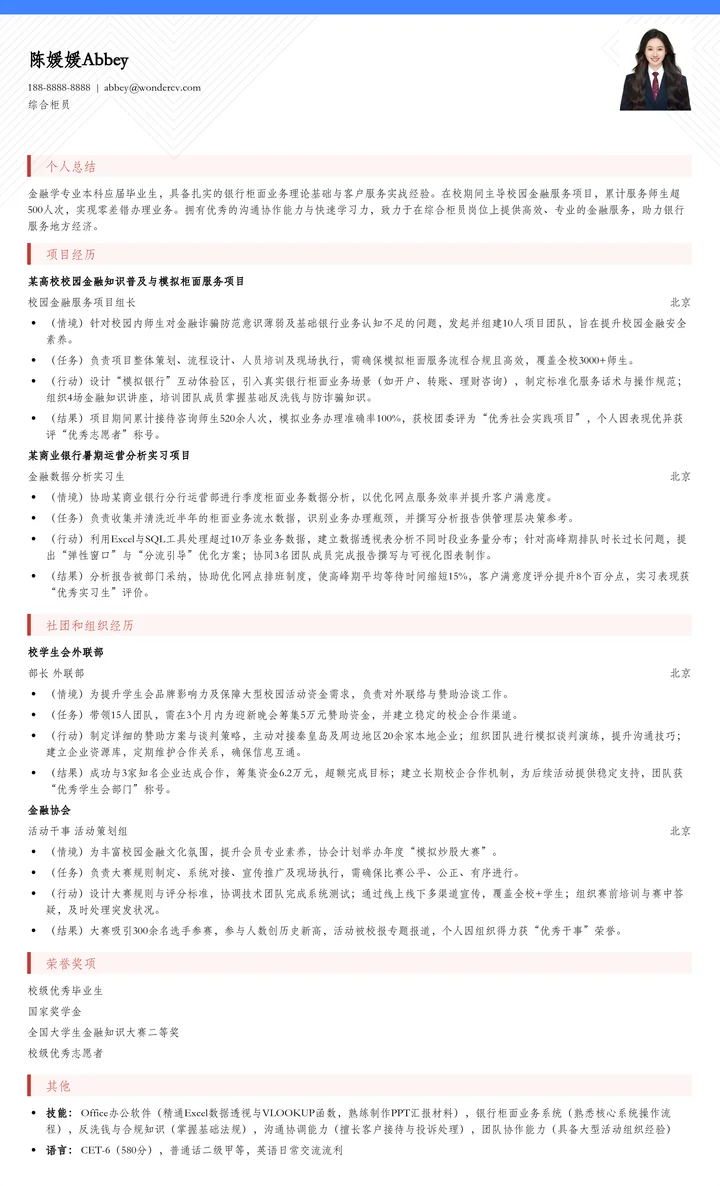 陈媛媛Abbey
188-8888-8888 | abbey@wondercv.com
综合柜员
个人总结
金融学专业本科应届毕业生，具备扎实的银行柜面业务理论基础与客户服务实战经验。在校期间主导校园金融服务项目，累计服务师生超
500人次，实现零差错办理业务。拥有优秀的沟通协作能力与快速学习力，致力于在综合柜员岗位上提供高效、专业的金融服务，助力银行
服务地方经济。
项目经历
某高校校园金融知识普及与模拟柜面服务项目
校园金融服务项目组长 北京
• （情境）针对校园内师生对金融诈骗防范意识薄弱及基础银行业务认知不足的问题，发起并组建10人项目团队，旨在提升校园金融安全
素养。
• （任务）负责项目整体策划、流程设计、人员培训及现场执行，需确保模拟柜面服务流程合规且高效，覆盖全校3000+师生。
• （行动）设计“模拟银行”互动体验区，引入真实银行柜面业务场景（如开户、转账、理财咨询），制定标准化服务话术与操作规范；
组织4场金融知识讲座，培训团队成员掌握基础反洗钱与防诈骗知识。
• （结果）项目期间累计接待咨询师生520余人次，模拟业务办理准确率100%，获校团委评为“优秀社会实践项目”，个人因表现优异获
评“优秀志愿者”称号。
某商业银行暑期运营分析实习项目
金融数据分析实习生 北京
• （情境）协助某商业银行分行运营部进行季度柜面业务数据分析，以优化网点服务效率并提升客户满意度。
• （任务）负责收集并清洗近半年的柜面业务流水数据，识别业务办理瓶颈，并撰写分析报告供管理层决策参考。
• （行动）利用Excel与SQL工具处理超过10万条业务数据，建立数据透视表分析不同时段业务量分布；针对高峰期排队时长过长问题，提
出“弹性窗口”与“分流引导”优化方案；协同3名团队成员完成报告撰写与可视化图表制作。
• （结果）分析报告被部门采纳，协助优化网点排班制度，使高峰期平均等待时间缩短15%，客户满意度评分提升8个百分点，实习表现获
“优秀实习生”评价。
社团和组织经历
校学生会外联部
部长 外联部 北京
• （情境）为提升学生会品牌影响力及保障大型校园活动资金需求，负责对外联络与赞助洽谈工作。
• （任务）带领15人团队，需在3个月内为迎新晚会筹集5万元赞助资金，并建立稳定的校企合作渠道。
• （行动）制定详细的赞助方案与谈判策略，主动对接秦皇岛及周边地区20余家本地企业；组织团队进行模拟谈判演练，提升沟通技巧；
建立企业资源库，定期维护合作关系，确保信息互通。
• （结果）成功与3家知名企业达成合作，筹集资金6.2万元，超额完成目标；建立长期校企合作机制，为后续活动提供稳定支持，团队获
“优秀学生会部门”称号。
金融协会
活动干事 活动策划组 北京
• （情境）为丰富校园金融文化氛围，提升会员专业素养，协会计划举办年度“模拟炒股大赛”。
• （任务）负责大赛规则制定、系统对接、宣传推广及现场执行，需确保比赛公平、公正、有序进行。
• （行动）设计大赛规则与评分标准，协调技术团队完成系统测试；通过线上线下多渠道宣传，覆盖全校+学生；组织赛前培训与赛中答
疑，及时处理突发状况。
• （结果）大赛吸引300余名选手参赛，参与人数创历史新高，活动被校报专题报道，个人因组织得力获“优秀干事”荣誉。
荣誉奖项
校级优秀毕业生
国家奖学金
全国大学生金融知识大赛二等奖
校级优秀志愿者
其他
• 技能： Office办公软件（精通Excel数据透视与VLOOKUP函数，熟练制作PPT汇报材料），银行柜面业务系统（熟悉核心系统操作流
程），反洗钱与合规知识（掌握基础法规），沟通协调能力（擅长客户接待与投诉处理），团队协作能力（具备大型活动组织经验）
• 语言： CET-6（580分），普通话二级甲等，英语日常交流流利